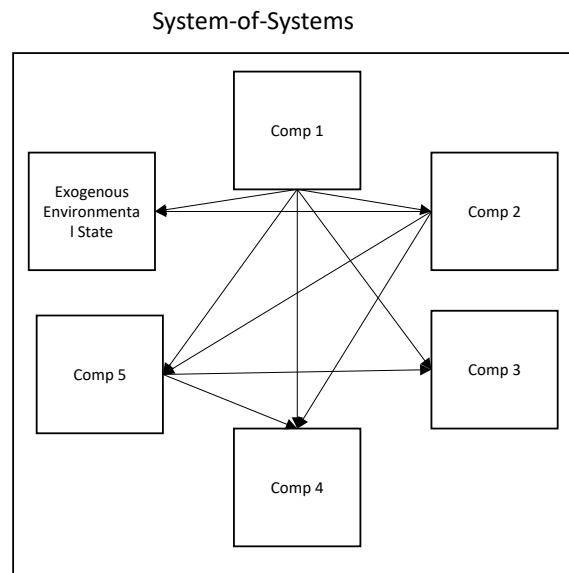 System-of-Systems
Comp 1
Exogenous
Environmenta
l State
Comp 2
Comp 5
Comp 3
Comp 4